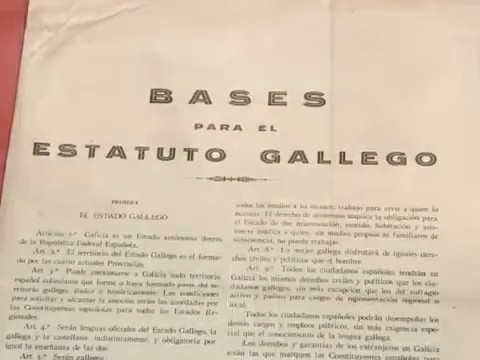 BASES
PARA EL
ESTATUTO GALLEGO
PRIMERA
EL ESTADO GALLEGO
Artículo 1.º Galicia es un Estado autónomo dentro
de la República Federal Española.
Art. 2.º El territorio del Estado Gallego es el forma-
do por las cuatro actuales Provincias.
Art. 3.º Puede anexionarse a Galicia todo territorio
español colindante que forme o haya formado parte del te-
rritorio gallego étnica o históricamente. Las condiciones
para solicitar y alcanzar la anexión serán las acordadas por
las Constituyentes españolas para todos los Estados Re-
gionales.
Art. 4.º Serán lenguas oficiales del Estado Gallego, la
gallega y la castellana indistintamente, y obligatoria por
igual la enseñanza de las dos.
Art. 5.º Serán gallegos:
todos los medios a su alcance, trabajo para vivir a quien lo
necesite. El derecho de alimentos implica la obligación para
el Estado de dar manutención, vestido, habitación y asis-
tencia médica a quien, sin medios propios ni familiares de
subsistencia, no pueda trabajar.
Art. 8.º La mujer gallega disfrutará de iguales dere-
chos civiles y políticos que el hombre.
Art. 9.º Todos los ciudadanos españoles tendrán en
Galicia los mismos derechos civiles y políticos que los ciu-
dadanos gallegos, sin más excepción que los del sufragio
activo y pasivo para cargos de representación regional o
local.
Todos los ciudadanos españoles podrán desempeñar los
demás cargos y empleos públicos, sin más exigencia espe-
cial que el conocimiento de la lengua gallega.
Los derechos y garantías de los extranjeros en Galicia
serán las que marquen las Constituyentes españolas para